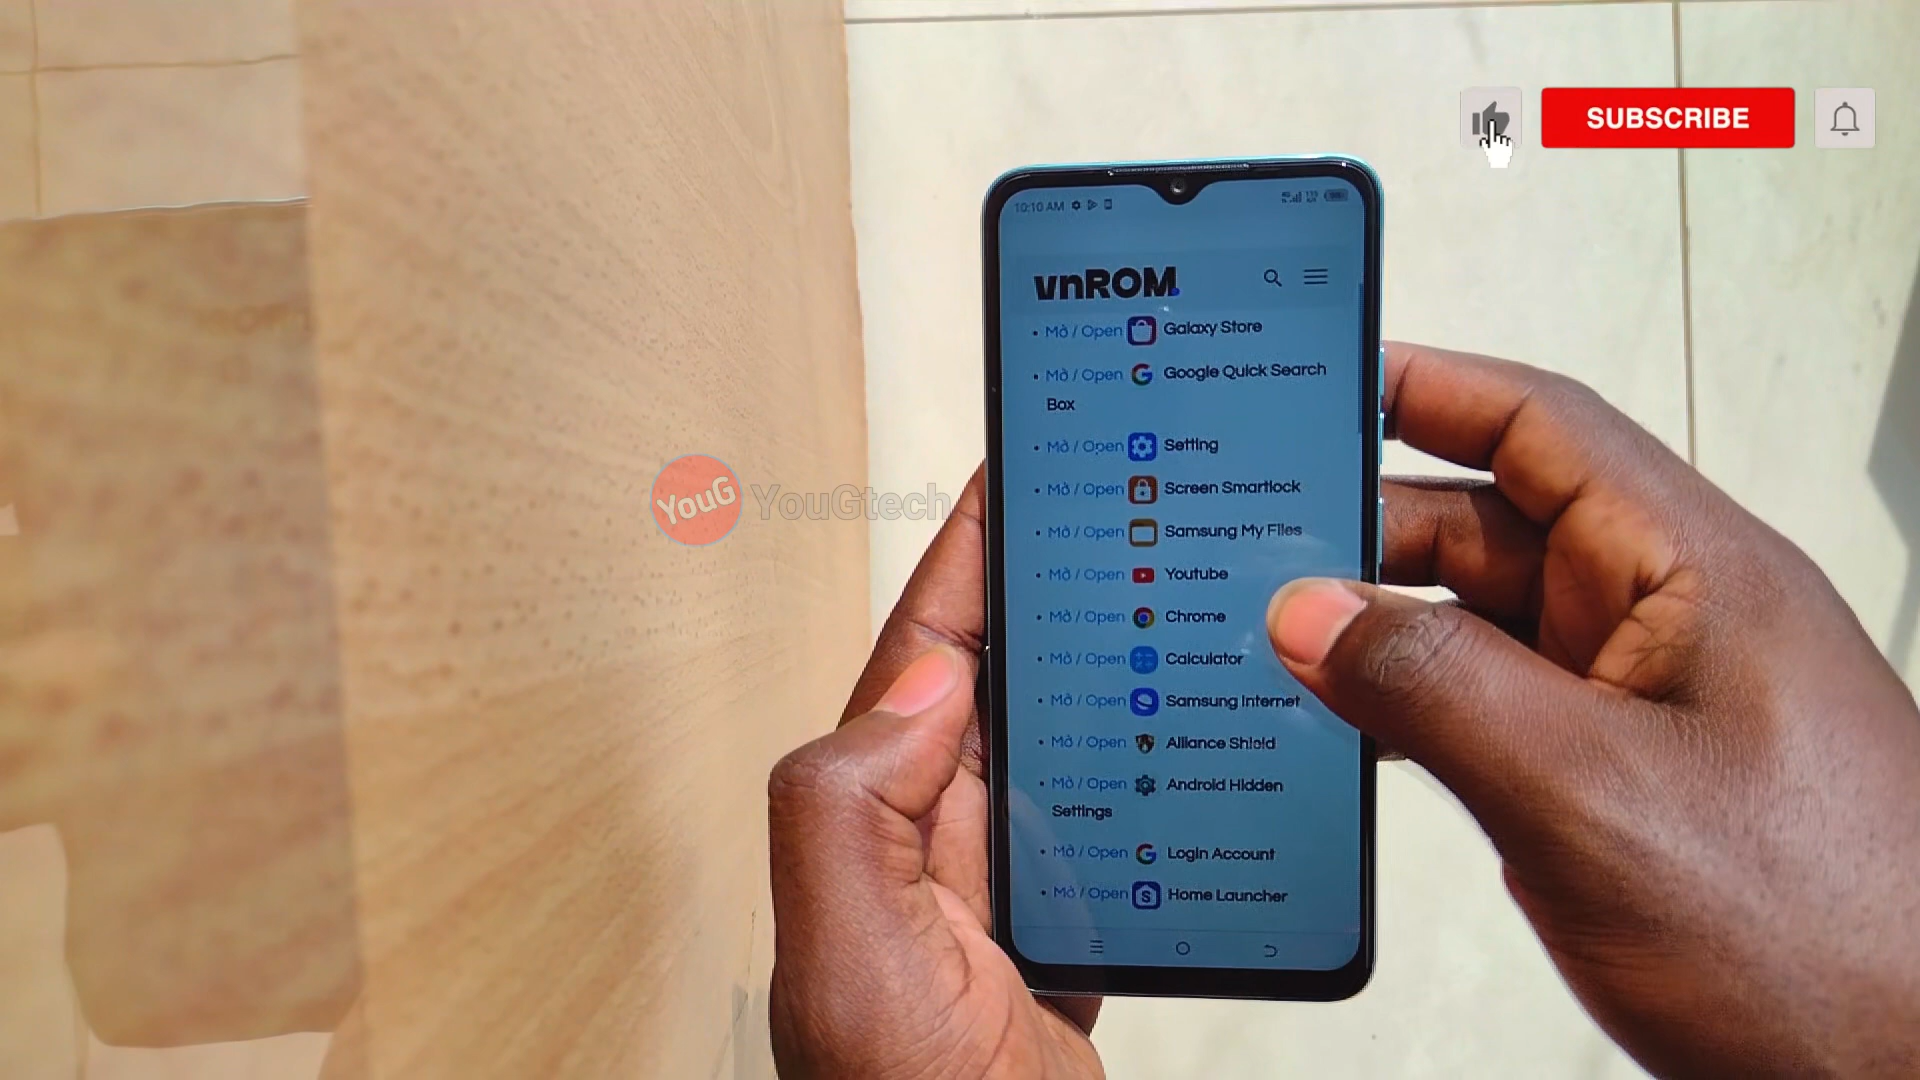 SUBSCRIBE
10:10 AM
vnROM.
• Mở / Open Galaxy Store
• Mở / Open Google Quick Search
Box
• Mở / Open Setting
• Mở / Open Screen Smartlock
• Mở / Open Samsung My Files
• Mở / Open Youtube
• Mở / Open Chrome
• Mở / Open Calculator
• Mở / Open Samsung Internet
• Mở / Open Alliance Shield
• Mở / Open Android Hidden
Settings
• Mở / Open Login Account
• Mở / Open Home Launcher
YouG YouGtech